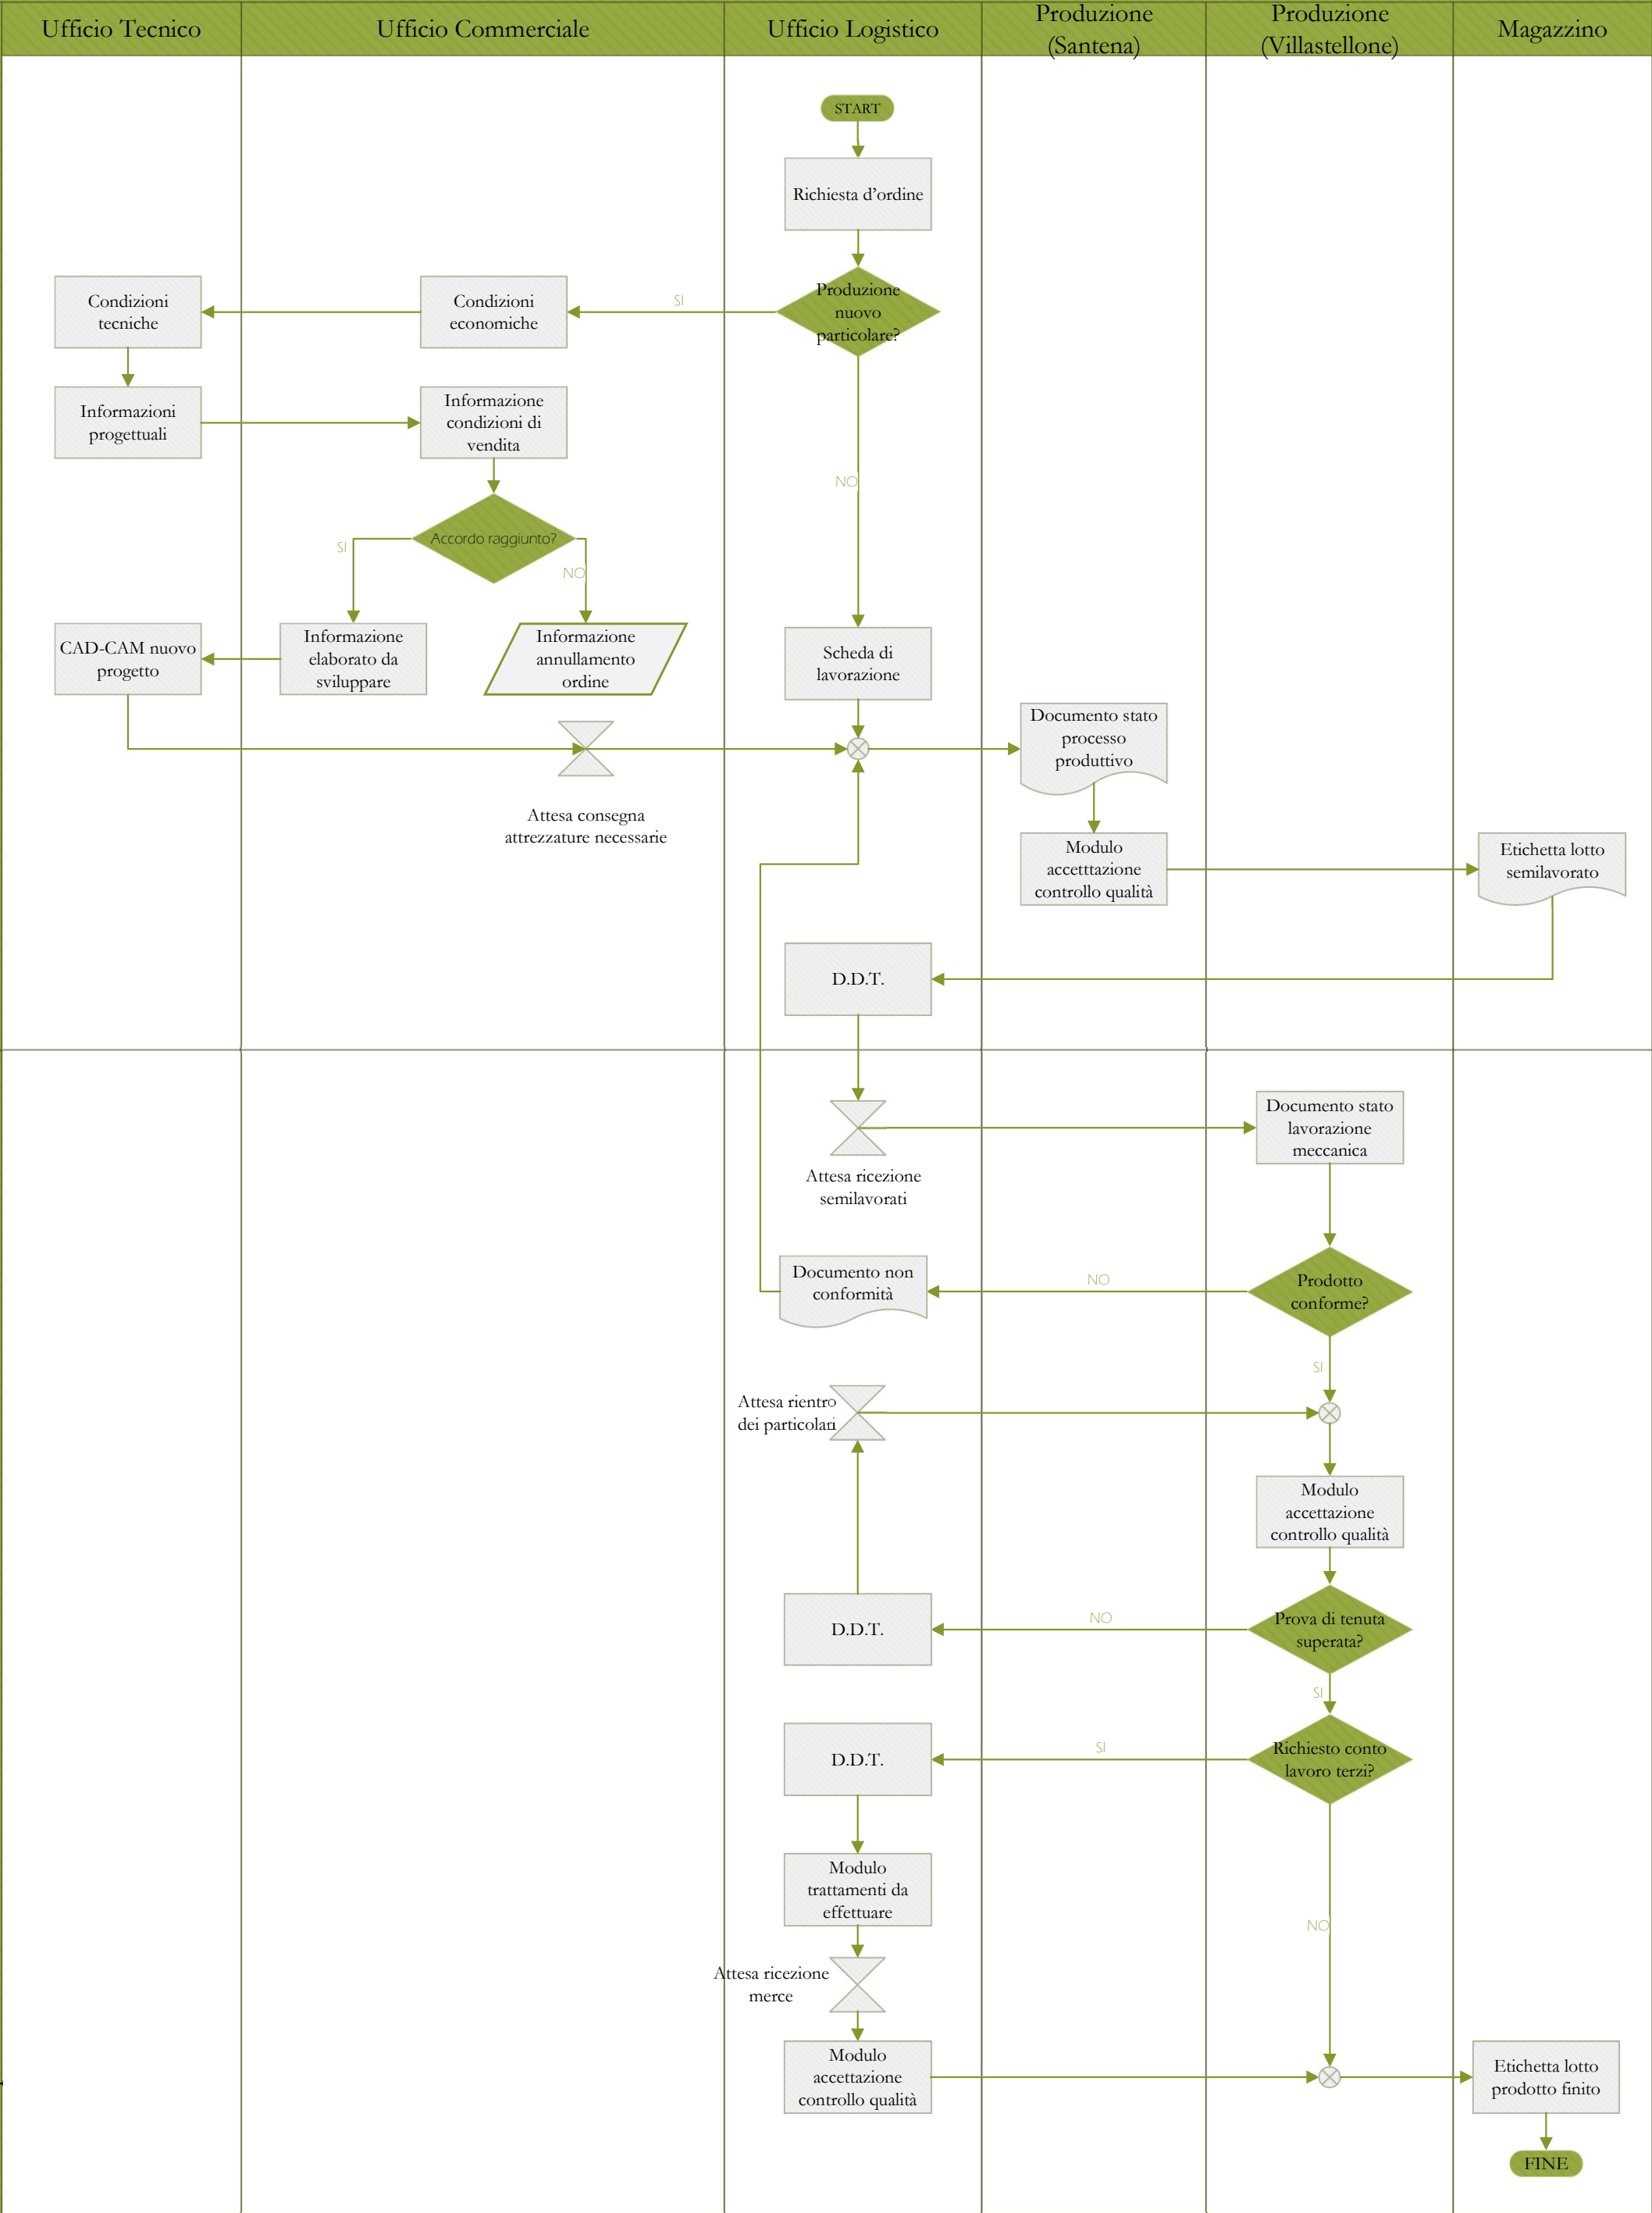 Ufficio Tecnico
Ufficio Commerciale
Ufficio Logistico
Produzione
(Santena)
Produzione
(Villastellone)
Magazzino
START
Richiesta d’ordine
Produzione
nuovo
particolare?
SI
Condizioni
economiche
Condizioni
tecniche
Informazioni
progettuali
Informazione
condizioni di
vendita
NO
Accordo raggiunto?
SI
NO
CAD-CAM nuovo
progetto
Informazione
elaborato da
sviluppare
Informazione
annullamento
ordine
Scheda di
lavorazione
Attesa consegna
attrezzature necessarie
Documento stato
processo
produttivo
Modulo
accetttazione
controllo qualità
Etichetta lotto
semilavorato
D.D.T.
Attesa ricezione
semilavorati
Documento stato
lavorazione
meccanica
Prodotto
conforme?
NO
Documento non
conformità
SI
Attesa rientro
dei particolari
Modulo
accettazione
controllo qualità
Prova di tenuta
superata?
NO
D.D.T.
SI
Richiesto conto
lavoro terzi?
SI
D.D.T.
Modulo
trattamenti da
effettuare
NO
Attesa ricezione
merce
Modulo
accettazione
controllo qualità
Etichetta lotto
prodotto finito
FINE